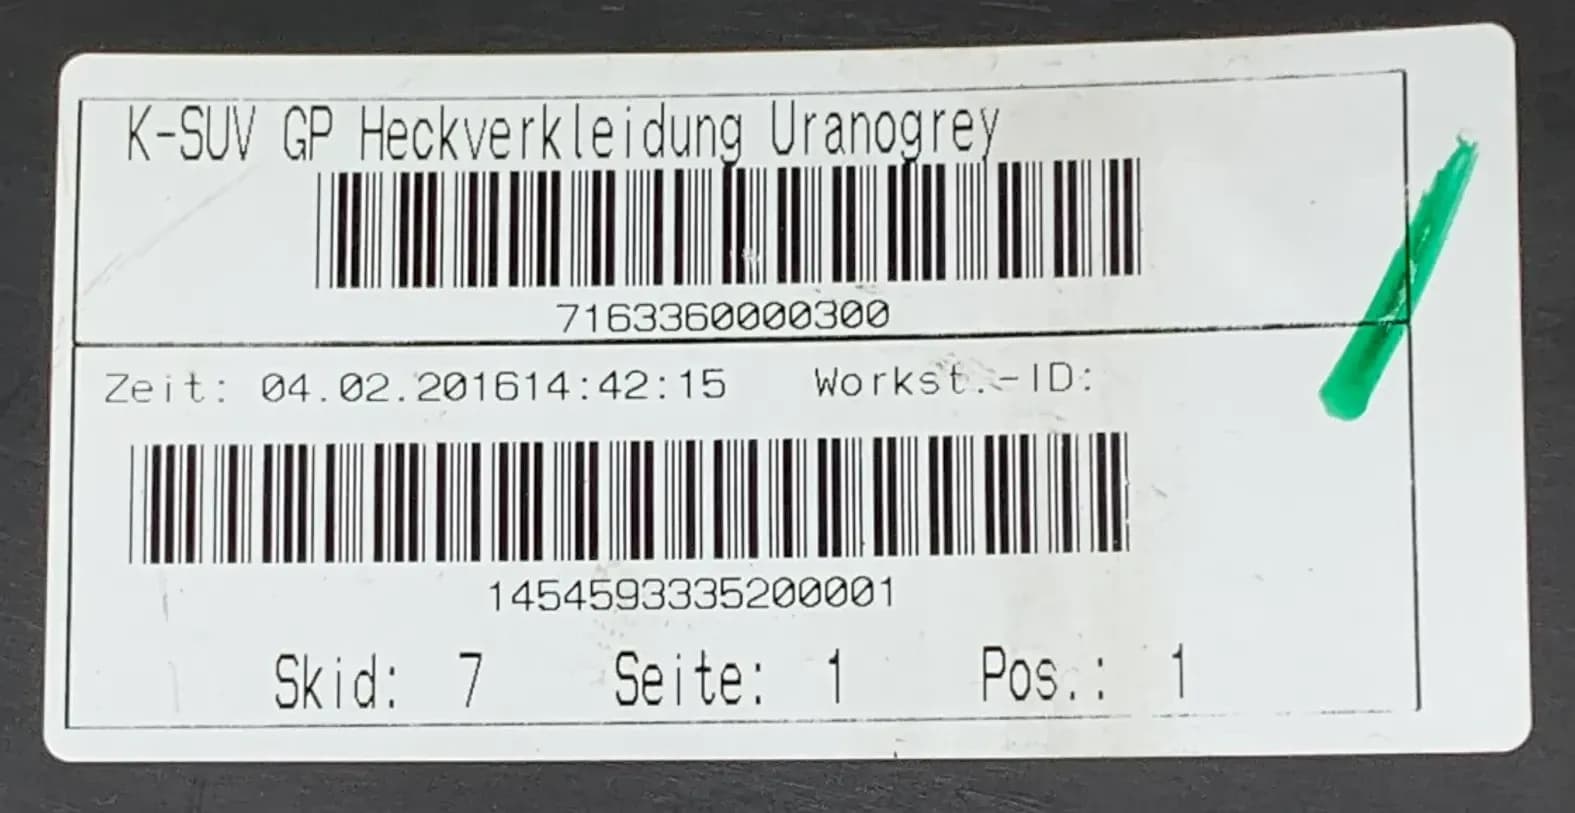 K-SUV GP Heckverkleidung Uranogrey
7163360000300
Zeit: 04.02.201614:42:15 Workst.-ID:
1454593335200001
Skid: 7 Seite: 1 Pos.: 1